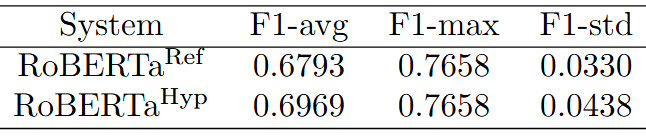 System F1-avg F1-max F1-std
RoBERTa^Ref 0.6793 0.7658 0.0330
RoBERTa^Hyp 0.6969 0.7658 0.0438